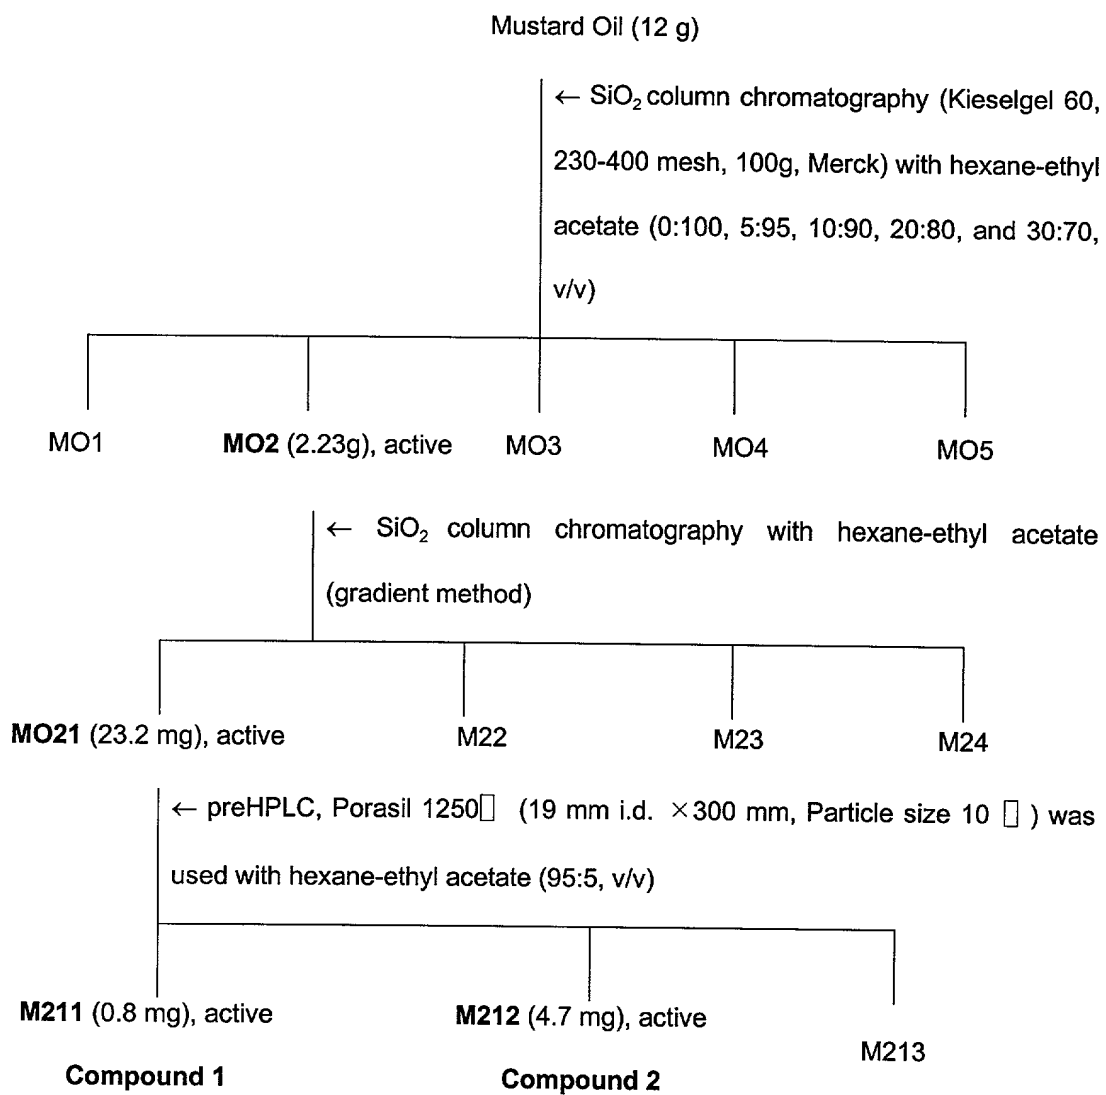 Mustard Oil (12 g)
← SiO₂ column chromatography (Kieselgel 60,
230-400 mesh, 100g, Merck) with hexane-ethyl
acetate (0:100, 5:95, 10:90, 20:80, and 30:70,
v/v)
MO1 MO2 (2.23g), active MO3 MO4 MO5
← SiO₂ column chromatography with hexane-ethyl acetate
(gradient method)
MO21 (23.2 mg), active M22 M23 M24
← preHPLC, Porasil 1250▯ (19 mm i.d. ×300 mm, Particle size 10 ▯ ) was
used with hexane-ethyl acetate (95:5, v/v)
M211 (0.8 mg), active M212 (4.7 mg), active M213
Compound 1 Compound 2